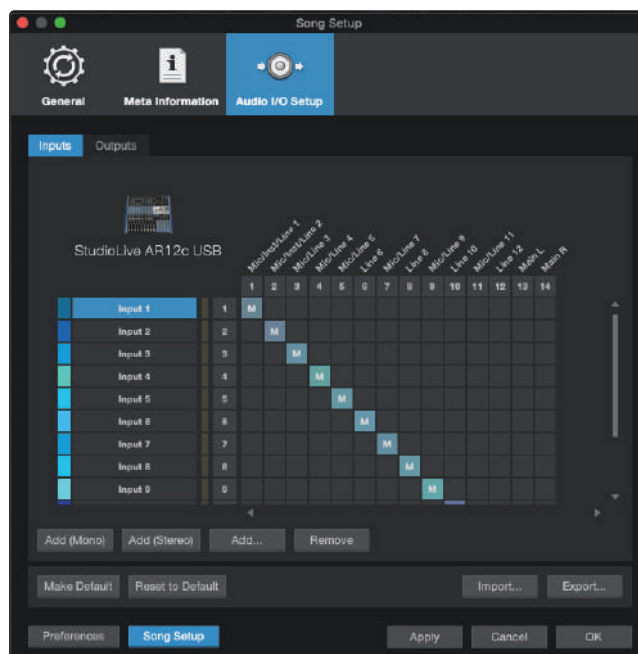 Song Setup
General Meta Information Audio I/O Setup
Inputs Outputs
StudioLive AR12c USB
Mic/Inst/Line 1 Mic/Inst/Line 2 Mic/Line 3 Mic/Line 4 Mic/Line 5 Line 6 Mic/Line 7 Line 8 Mic/Line 9 Line 10 Mic/Line 11 Line 12 Main L Main R
1 2 3 4 5 6 7 8 9 10 11 12 13 14
Input 1 1 M
Input 2 2 M
Input 3 3 M
Input 4 4 M
Input 5 5 M
Input 6 6 M
Input 7 7 M
Input 8 8 M
Input 9 9 M
Add (Mono) Add (Stereo) Add... Remove
Make Default Reset to Default Import... Export...
Preferences Song Setup Apply Cancel OK